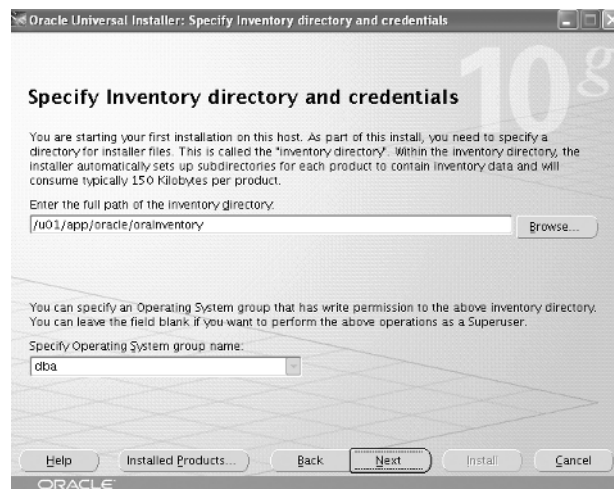 Oracle Universal Installer: Specify Inventory directory and credentials
10g
Specify Inventory directory and credentials
You are starting your first installation on this host. As part of this install, you need to specify a
directory for installer files. This is called the "inventory directory". Within the inventory directory, the
installer automatically sets up subdirectories for each product to contain inventory data and will
consume typically 150 Kilobytes per product.
Enter the full path of the inventory directory:
/u01/app/oracle/oraInventory
Browse...
You can specify an Operating System group that has write permission to the above inventory directory.
You can leave the field blank if you want to perform the above operations as a Superuser.
Specify Operating System group name:
dba
Help Installed Products... Back Next Install Cancel
ORACLE